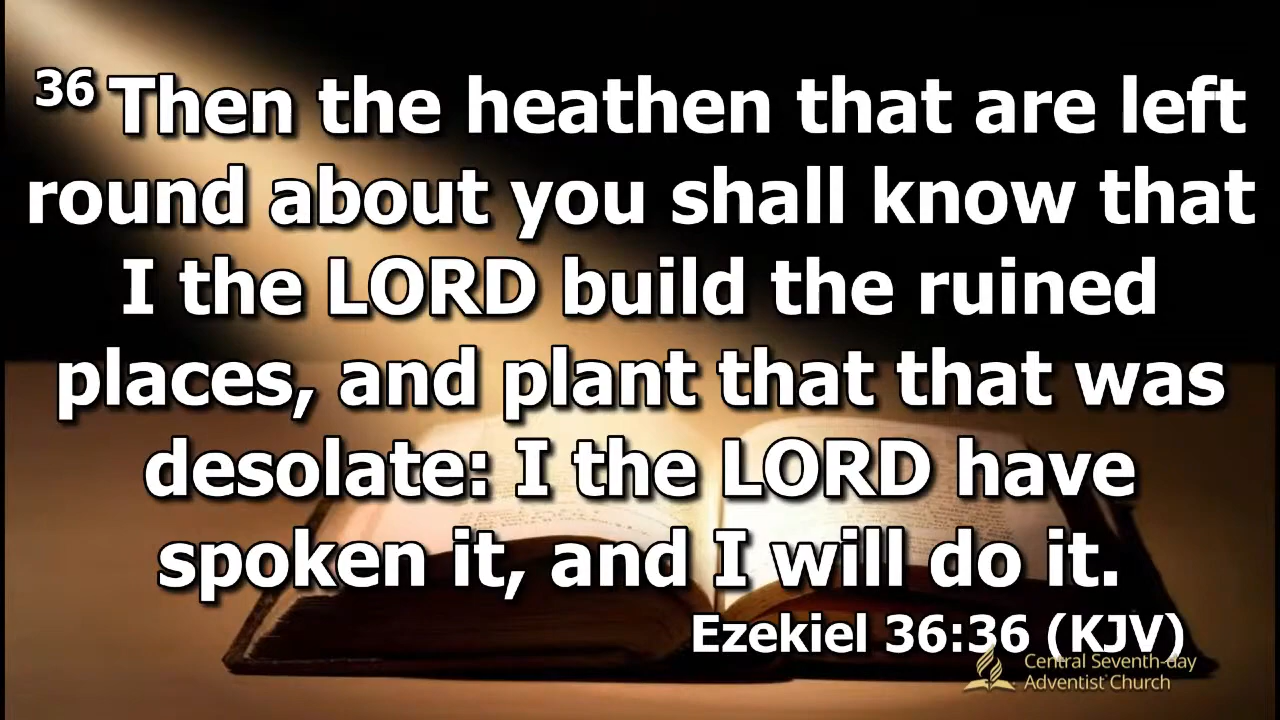 36 Then the heathen that are left
round about you shall know that
I the LORD build the ruined
places, and plant that that was
desolate: I the LORD have
spoken it, and I will do it.
Ezekiel 36:36 (KJV)
Central Seventh-day
Adventist Church